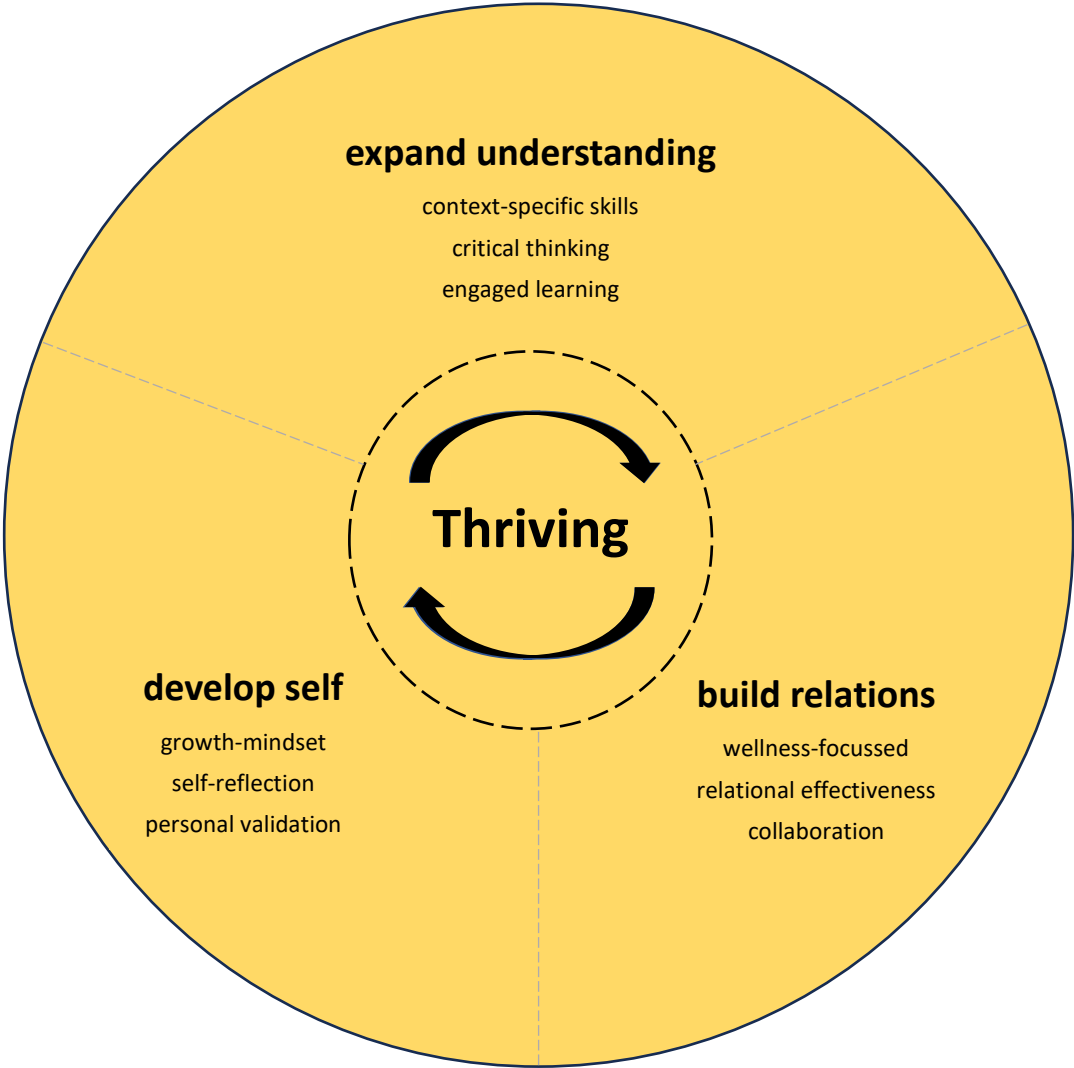 expand understanding
context-specific skills
critical thinking
engaged learning
Thriving
develop self
growth-mindset
self-reflection
personal validation
build relations
wellness-focussed
relational effectiveness
collaboration